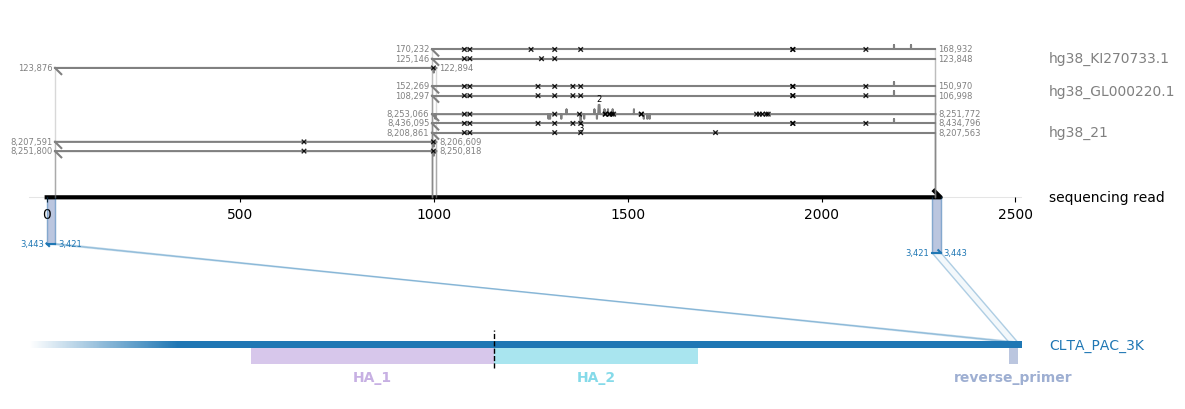 170,232 168,932
125,146 123,848
hg38_KI270733.1
123,876 122,894
152,269 150,970
hg38_GL000220.1
108,297 106,998
2
8,253,066 8,251,772
8,436,095 8,434,796
8,208,861 8,207,563
hg38_21
8,207,591 8,206,609
8,251,800 8,250,818
sequencing read
0 500 1000 1500 2000 2500
3,443 3,421
3,421 3,443
CLTA_PAC_3K
HA_1 HA_2 reverse_primer